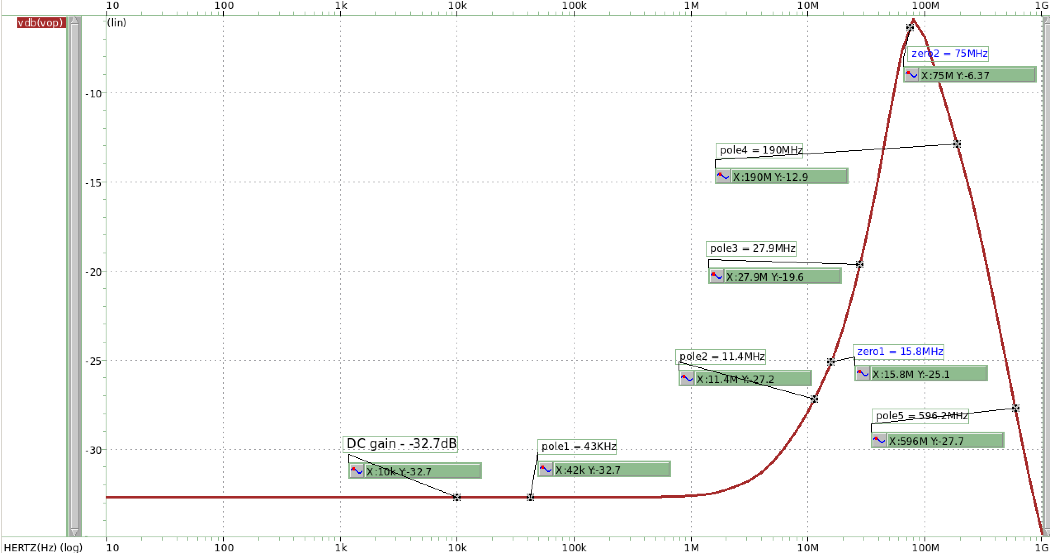 10 100 1k 10k 100k 1M 10M 100M 1G
vdb(vop)
(lin)
zero2 = 75MHz
X:75M Y:-6.37
-10
pole4 = 190MHz
X:190M Y:-12.9
-15
pole3 = 27.9MHz
X:27.9M Y:-19.6
-20
pole2 = 11.4MHz
X:11.4M Y:-27.2
zero1 = 15.8MHz
-25
X:15.8M Y:-25.1
pole5 = 596.2MHz
X:596M Y:-27.7
DC gain - -32.7dB
pole1 = 43KHz
-30
X:10k Y:-32.7
X:42k Y:-32.7
HERTZ(Hz) (log)
10 100 1k 10k 100k 1M 10M 100M 1G